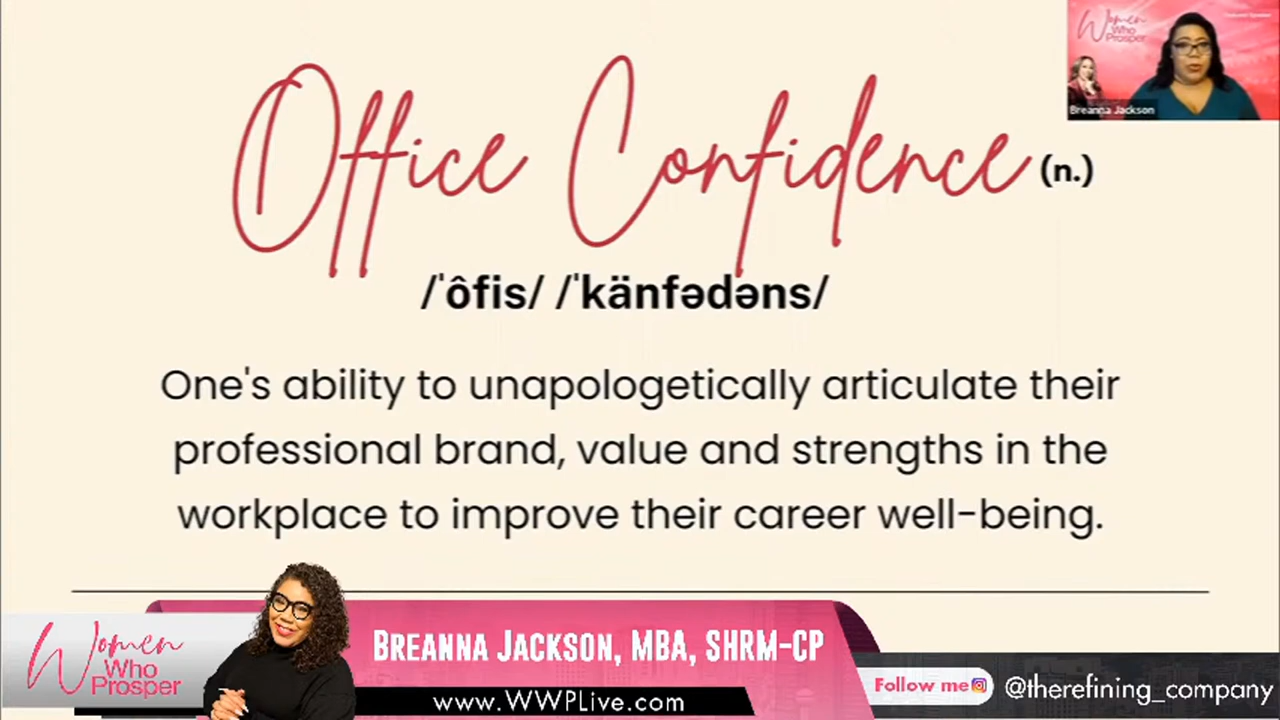 Office Confidence (n.)
/ˈôfis/ /ˈkänfədəns/
One's ability to unapologetically articulate their
professional brand, value and strengths in the
workplace to improve their career well-being.
Women
Who
Prosper
Breanna Jackson
Women
Who
Prosper
BREANNA JACKSON, MBA, SHRM-CP
www.WWPLive.com
Follow me
@therefining_company